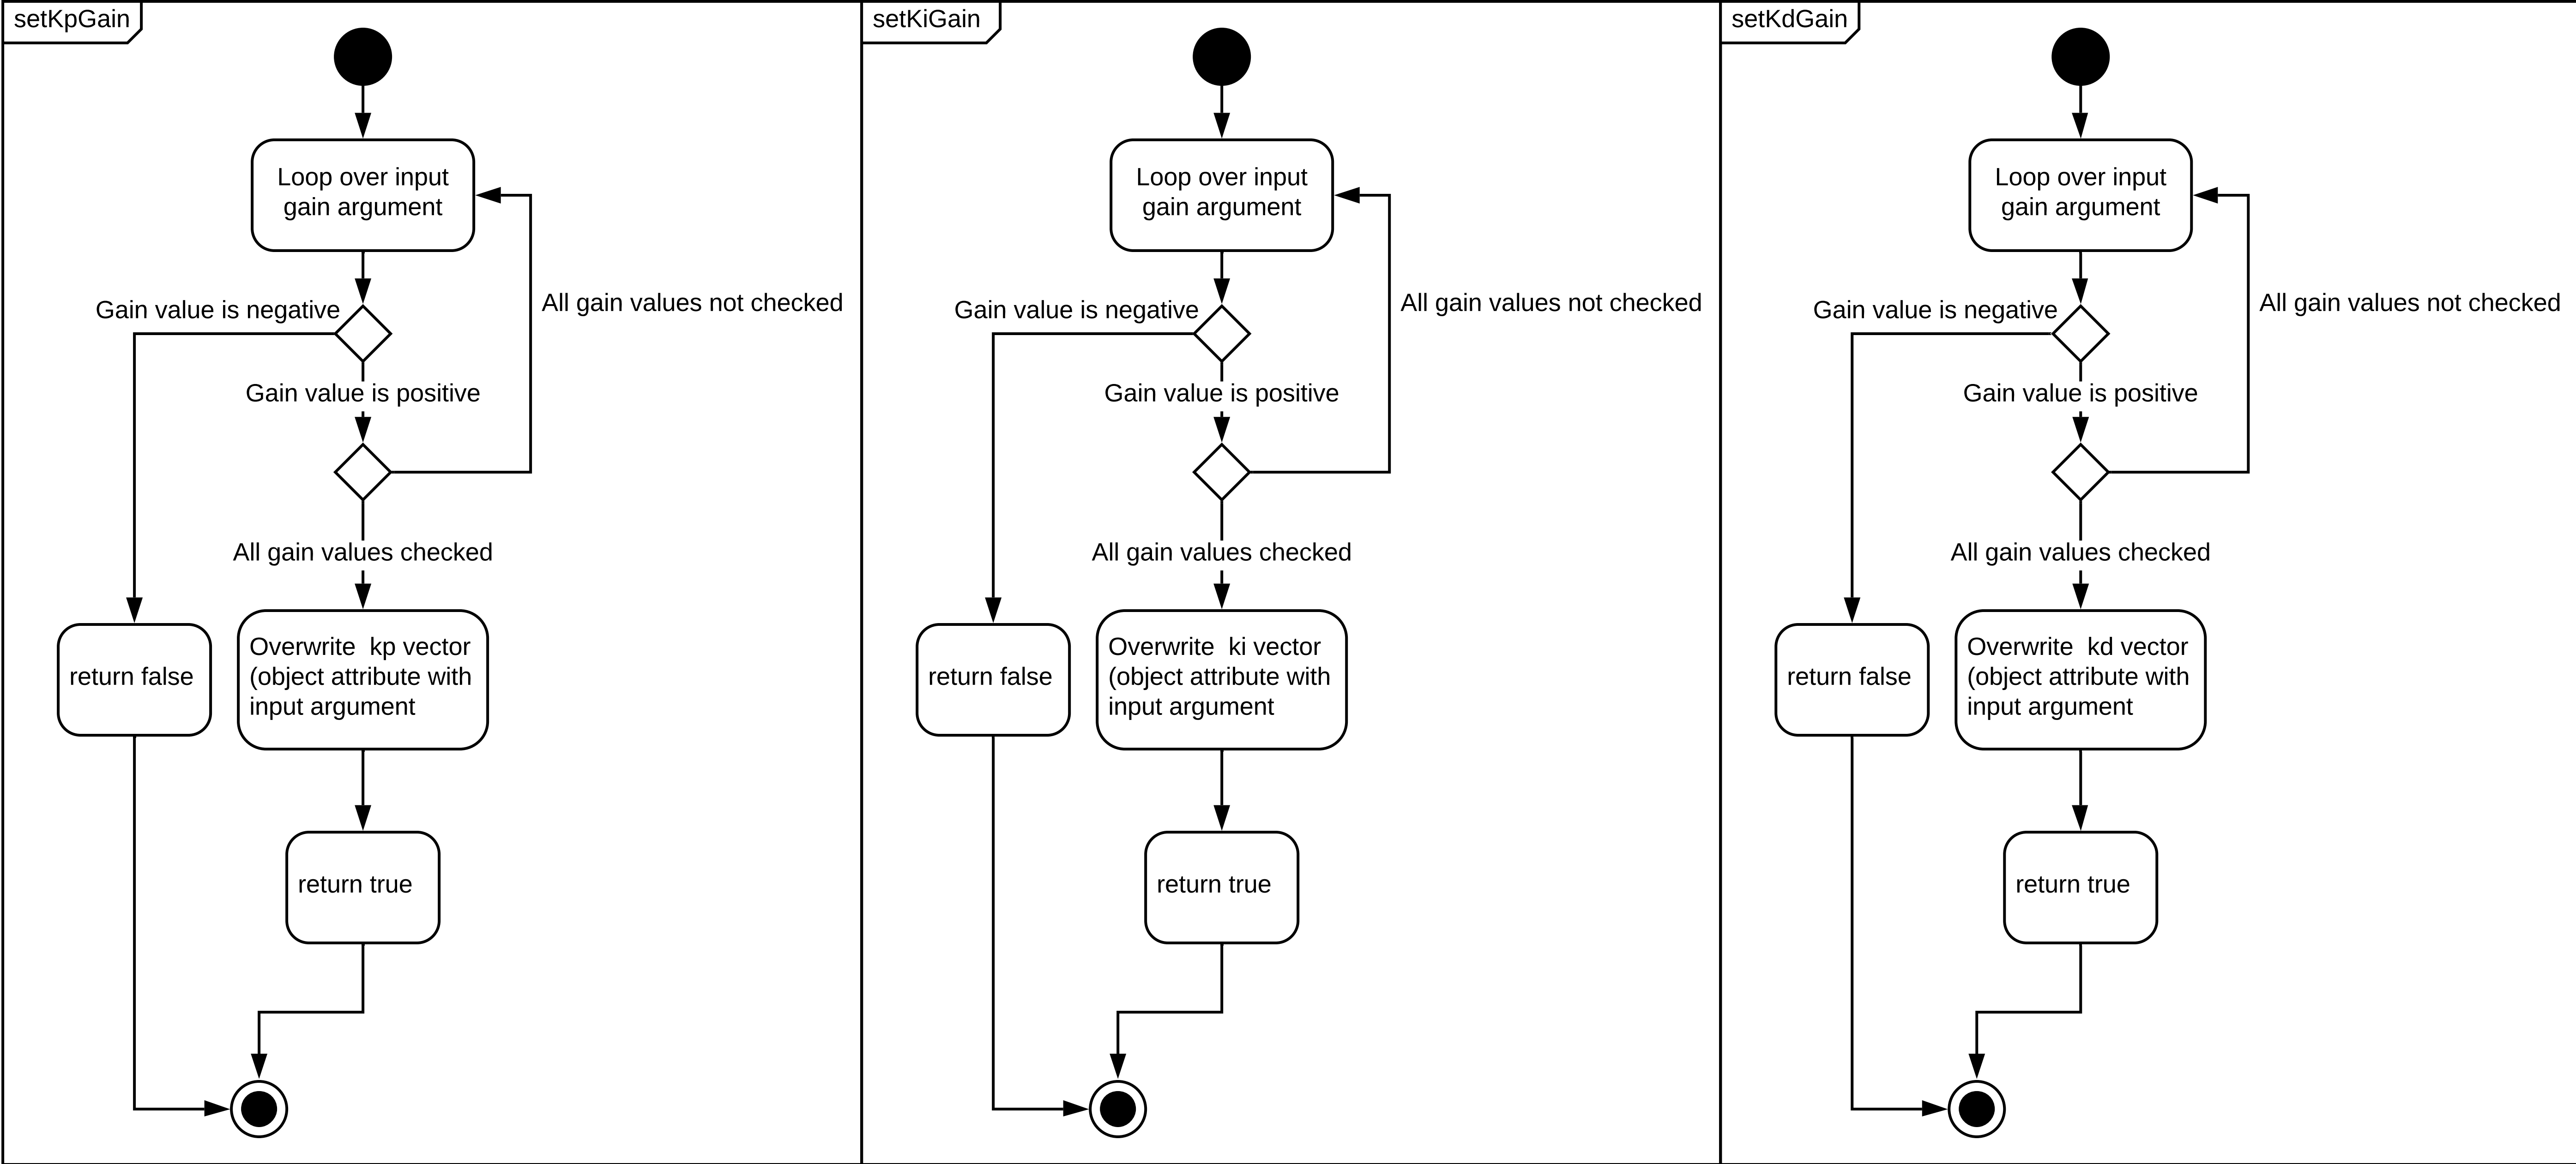 setKpGain
Loop over input
gain argument
All gain values not checked
Gain value is negative
Gain value is positive
All gain values checked
return false
Overwrite  kp vector
(object attribute with
input argument
return true
setKiGain
Loop over input
gain argument
All gain values not checked
Gain value is negative
Gain value is positive
All gain values checked
return false
Overwrite  ki vector
(object attribute with
input argument
return true
setKdGain
Loop over input
gain argument
All gain values not checked
Gain value is negative
Gain value is positive
All gain values checked
return false
Overwrite  kd vector
(object attribute with
input argument
return true